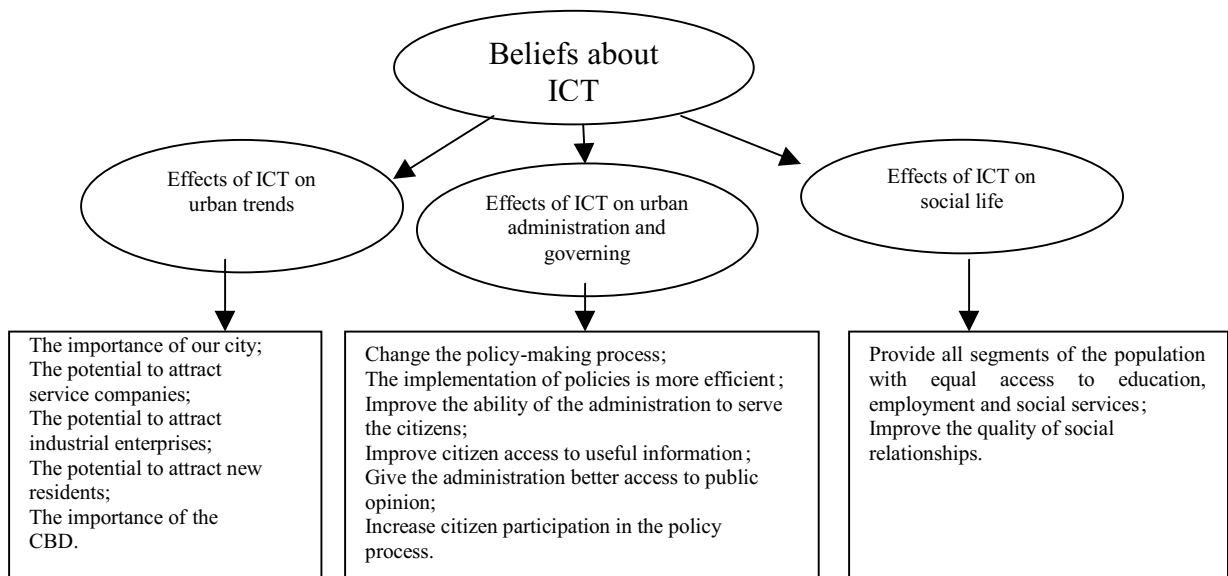 Beliefs about
ICT
Effects of ICT on
urban trends
Effects of ICT on urban
administration and
governing
Effects of ICT on
social life
The importance of our city;
The potential to attract
service companies;
The potential to attract
industrial enterprises;
The potential to attract new
residents;
The importance of the
CBD.
Change the policy-making process;
The implementation of policies is more efficient;
Improve the ability of the administration to serve
the citizens;
Improve citizen access to useful information;
Give the administration better access to public
opinion;
Increase citizen participation in the policy
process.
Provide all segments of the population
with equal access to education,
employment and social services;
Improve the quality of social
relationships.